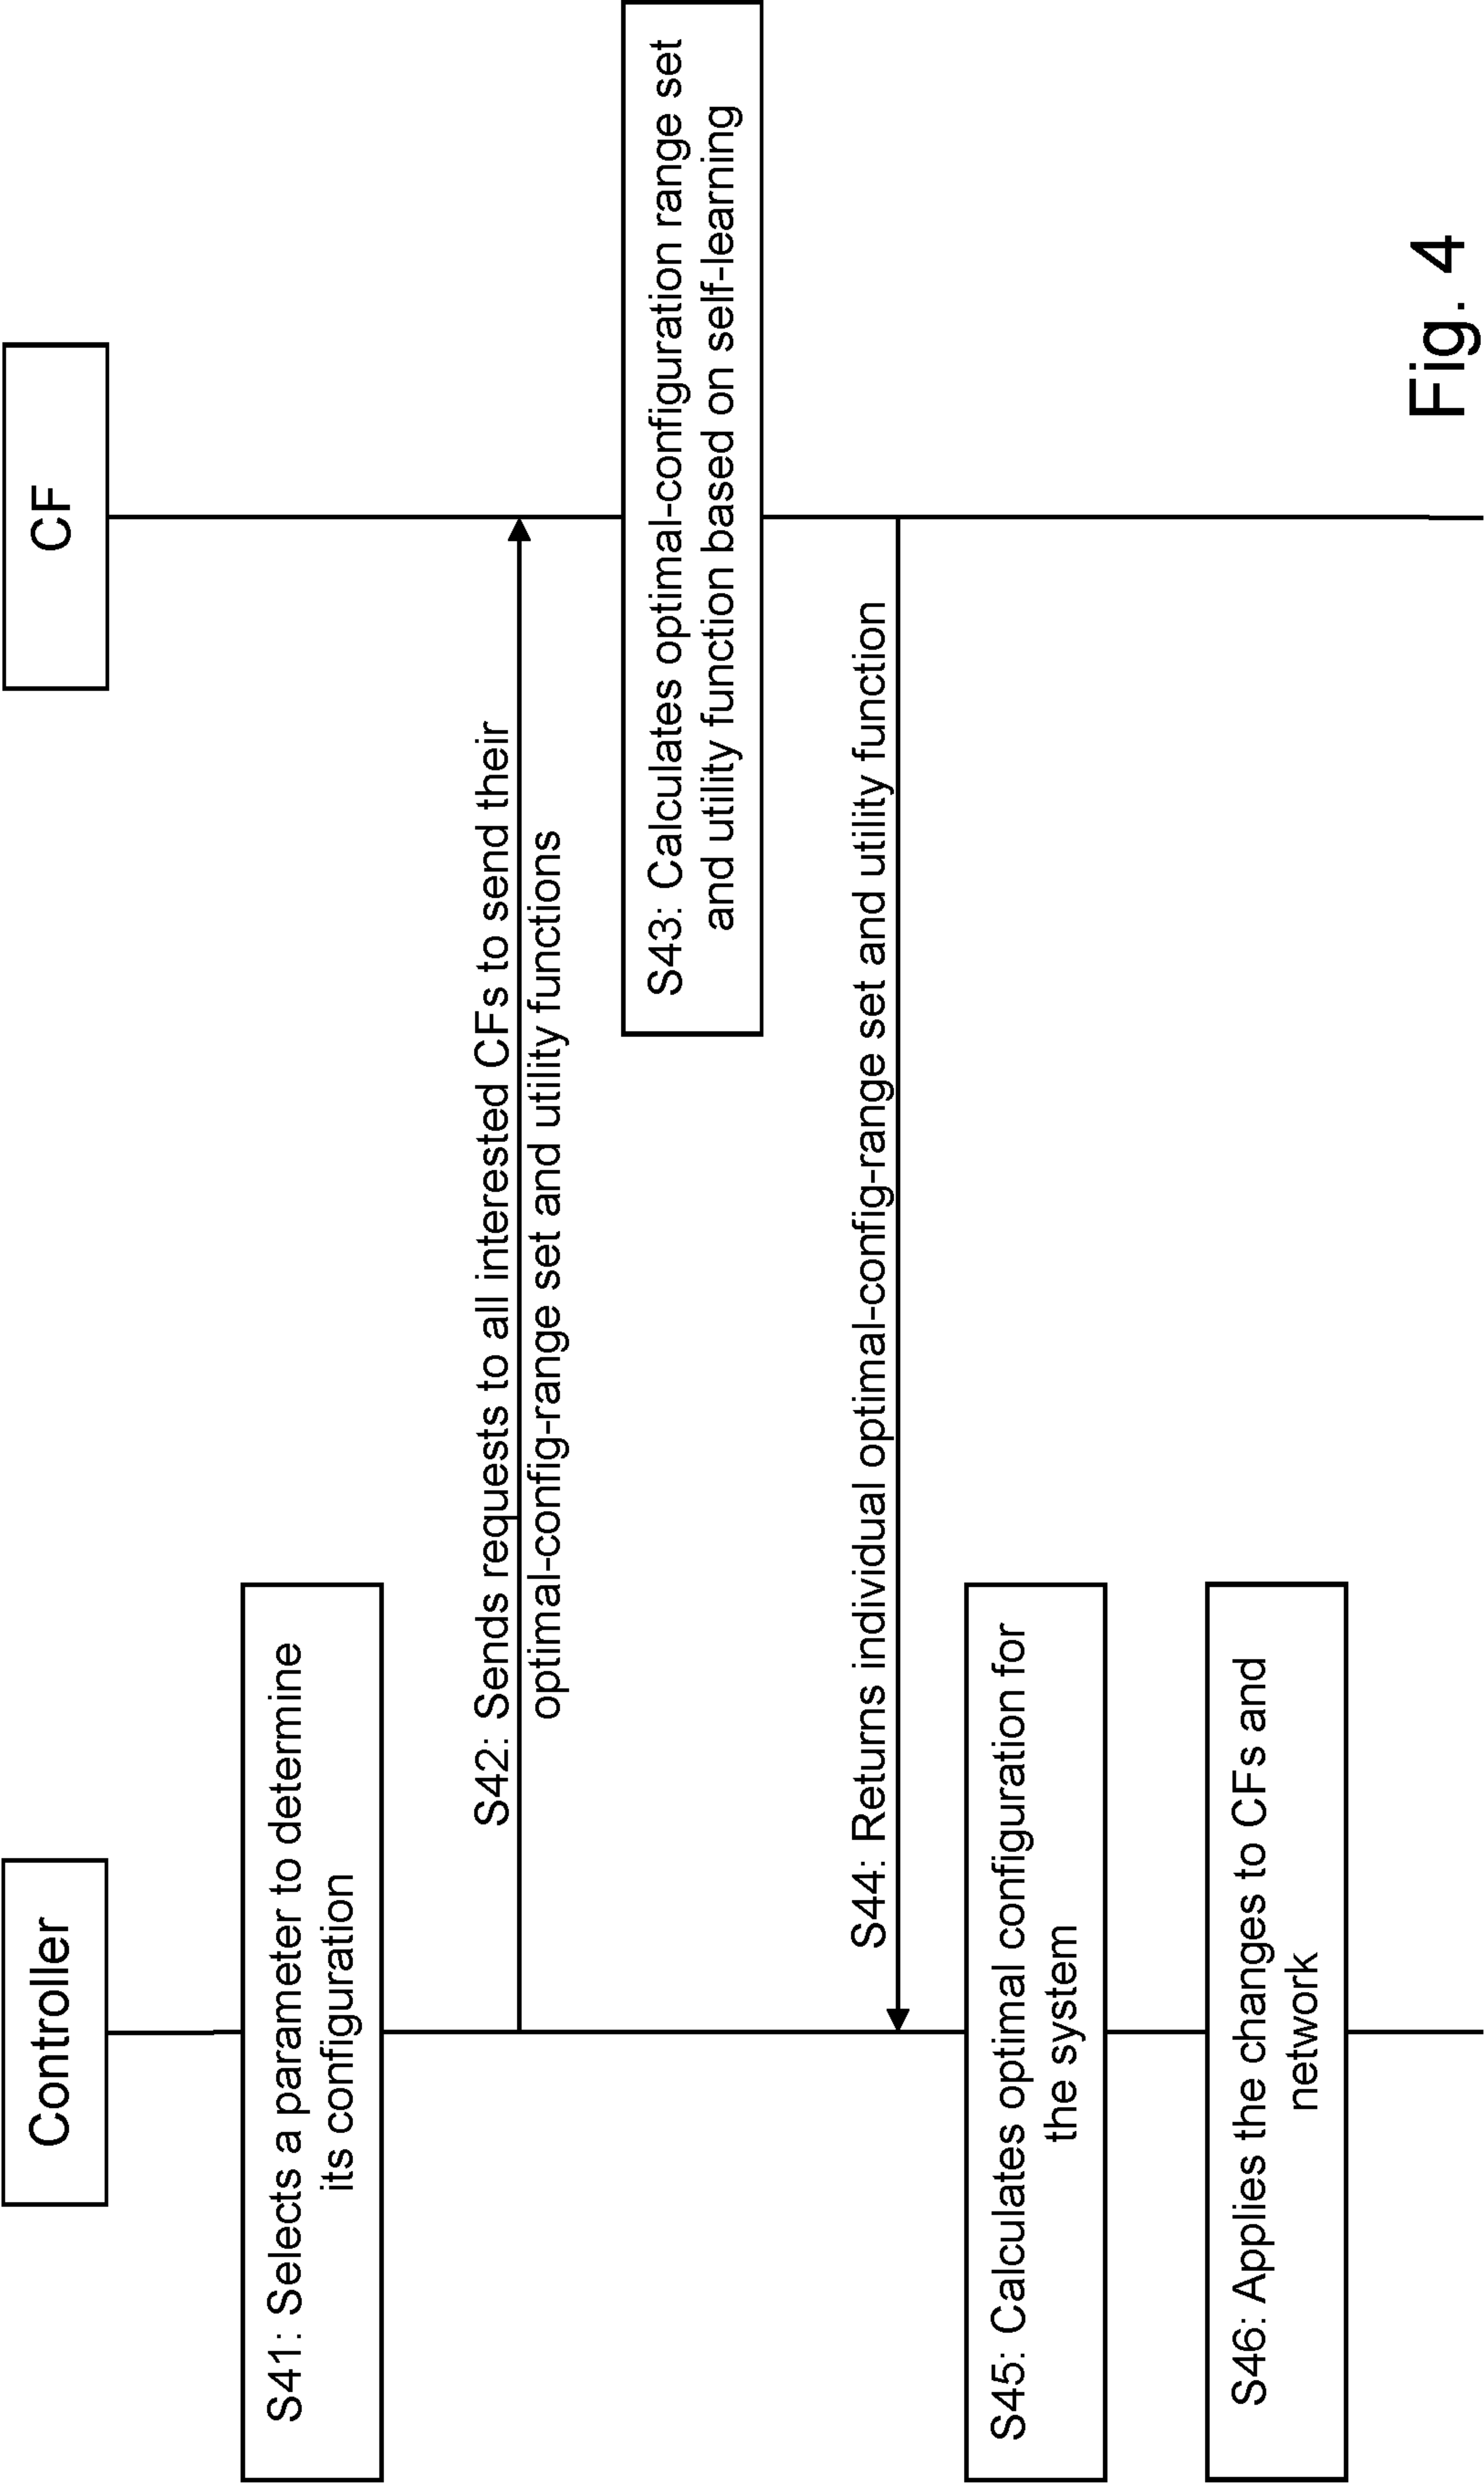 Controller
CF
S41: Selects a parameter to determine
its configuration
S42: Sends requests to all interested CFs to send their
optimal-config-range set and utility functions
S43: Calculates optimal-configuration range set
and utility function based on self-learning
S44: Returns individual optimal-config-range set and utility function
S45: Calculates optimal configuration for
the system
S46: Applies the changes to CFs and
network
Fig. 4